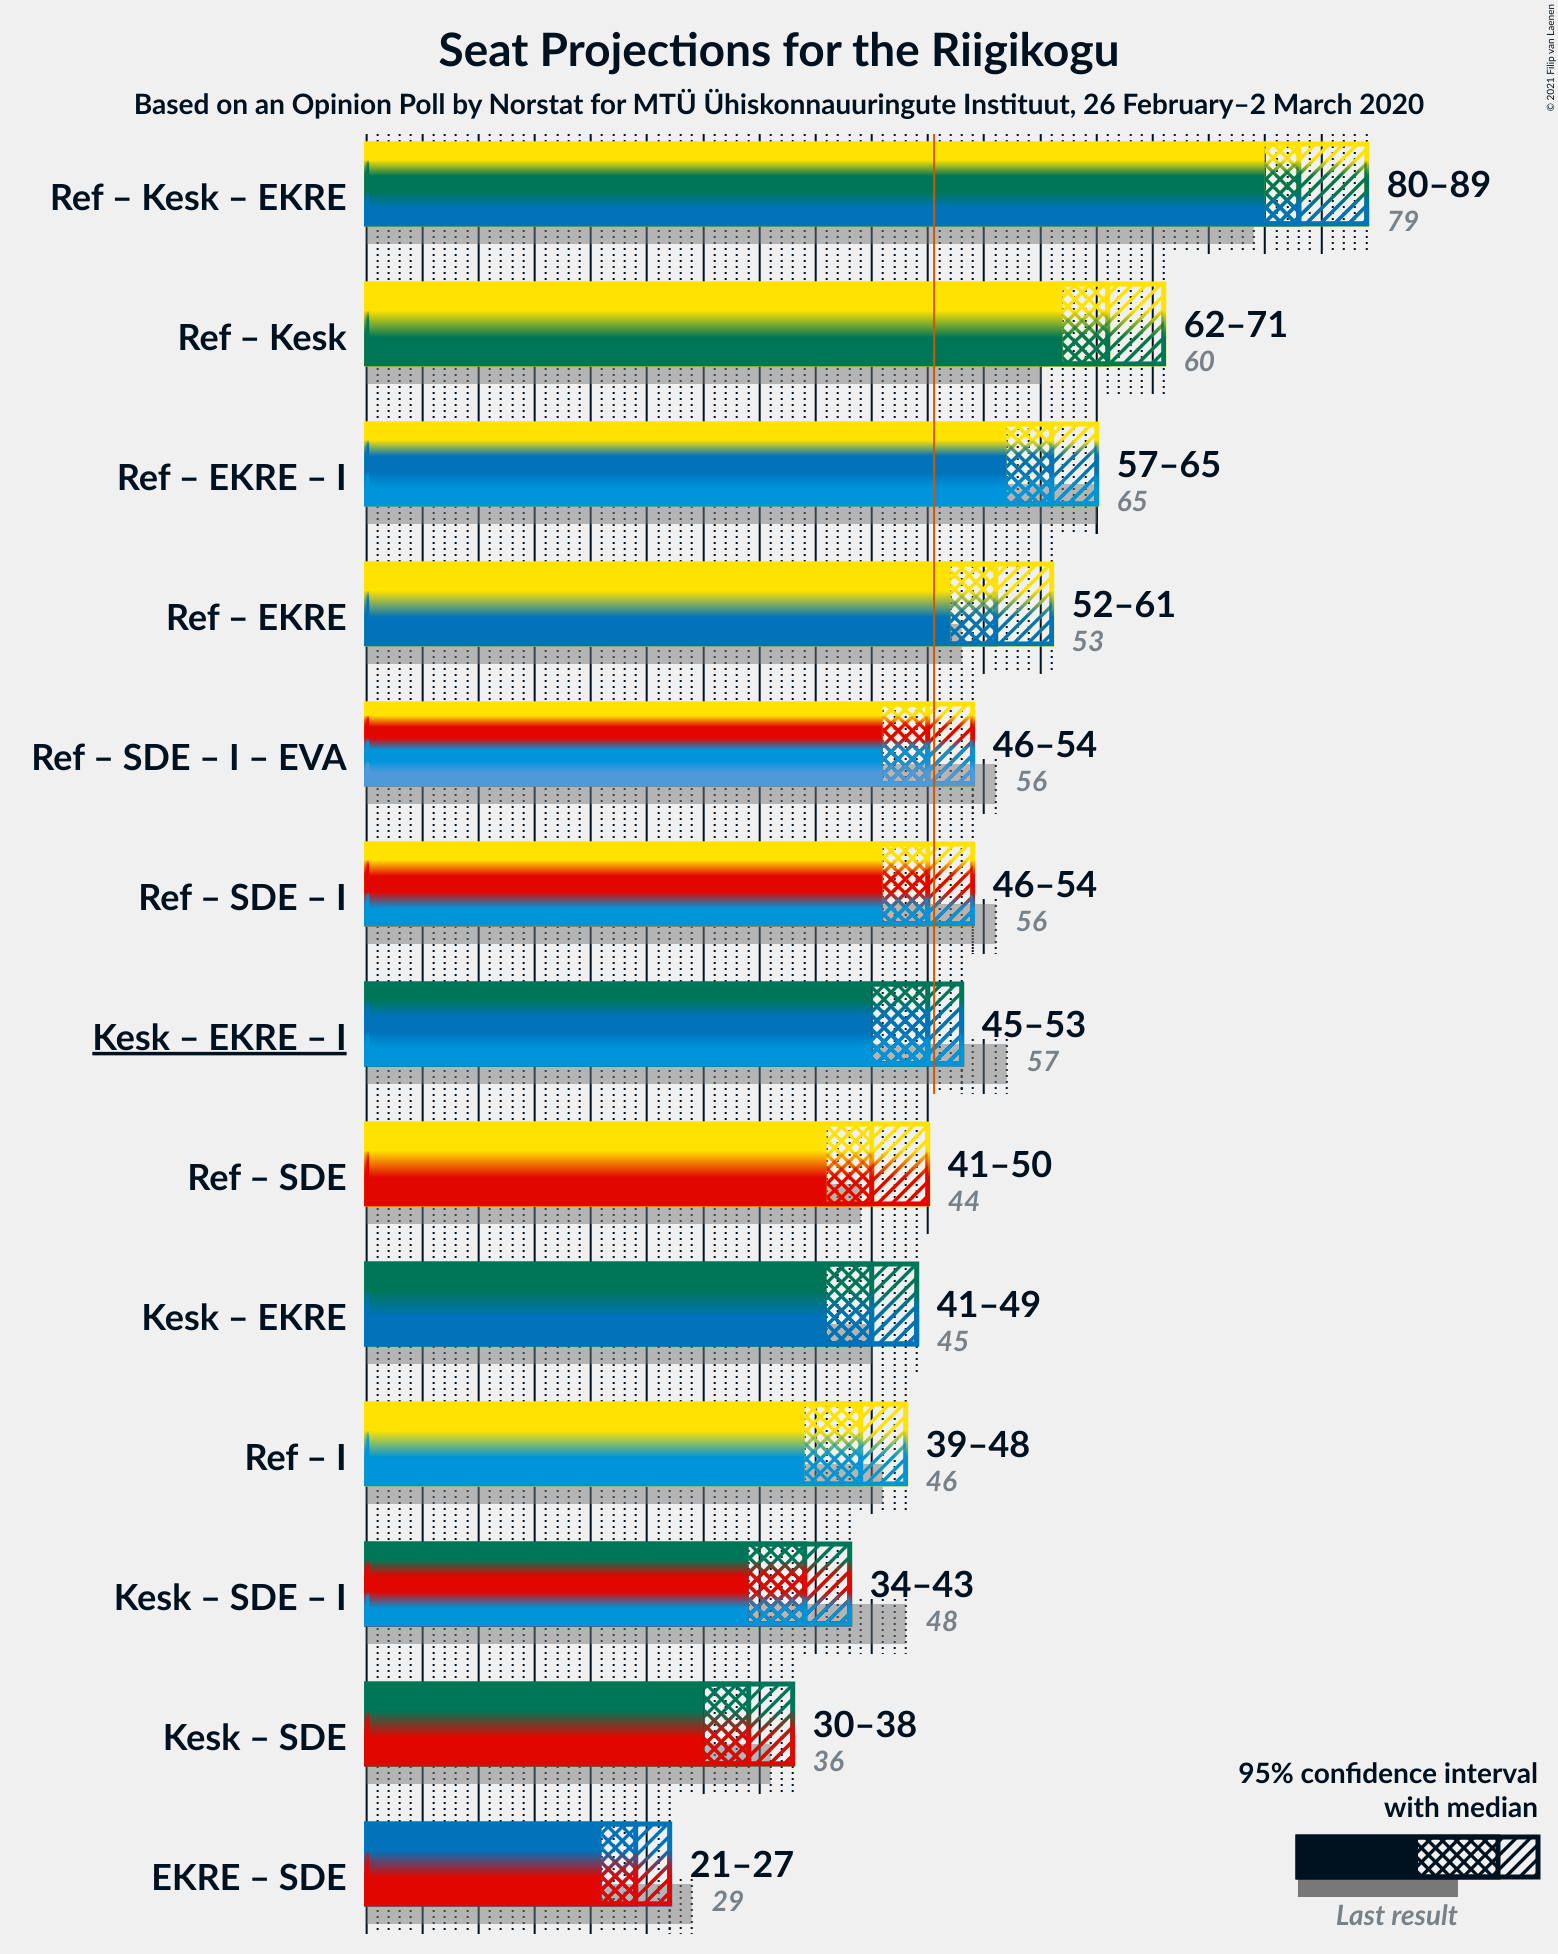 Seat Projections for the Riigikogu
Based on an Opinion Poll by Norstat for MTÜ Ühiskonnauuringute Instituut, 26 February–2 March 2020
© 2021 Filip van Laenen
Ref – Kesk – EKRE
80–89
79
Ref – Kesk
62–71
60
Ref – EKRE – I
57–65
65
Ref – EKRE
52–61
53
Ref – SDE – I – EVA
46–54
56
Ref – SDE – I
46–54
56
Kesk – EKRE – I
45–53
57
Ref – SDE
41–50
44
Kesk – EKRE
41–49
45
Ref – I
39–48
46
Kesk – SDE – I
34–43
48
Kesk – SDE
30–38
36
EKRE – SDE
21–27
29
95% confidence interval
with median
Last result